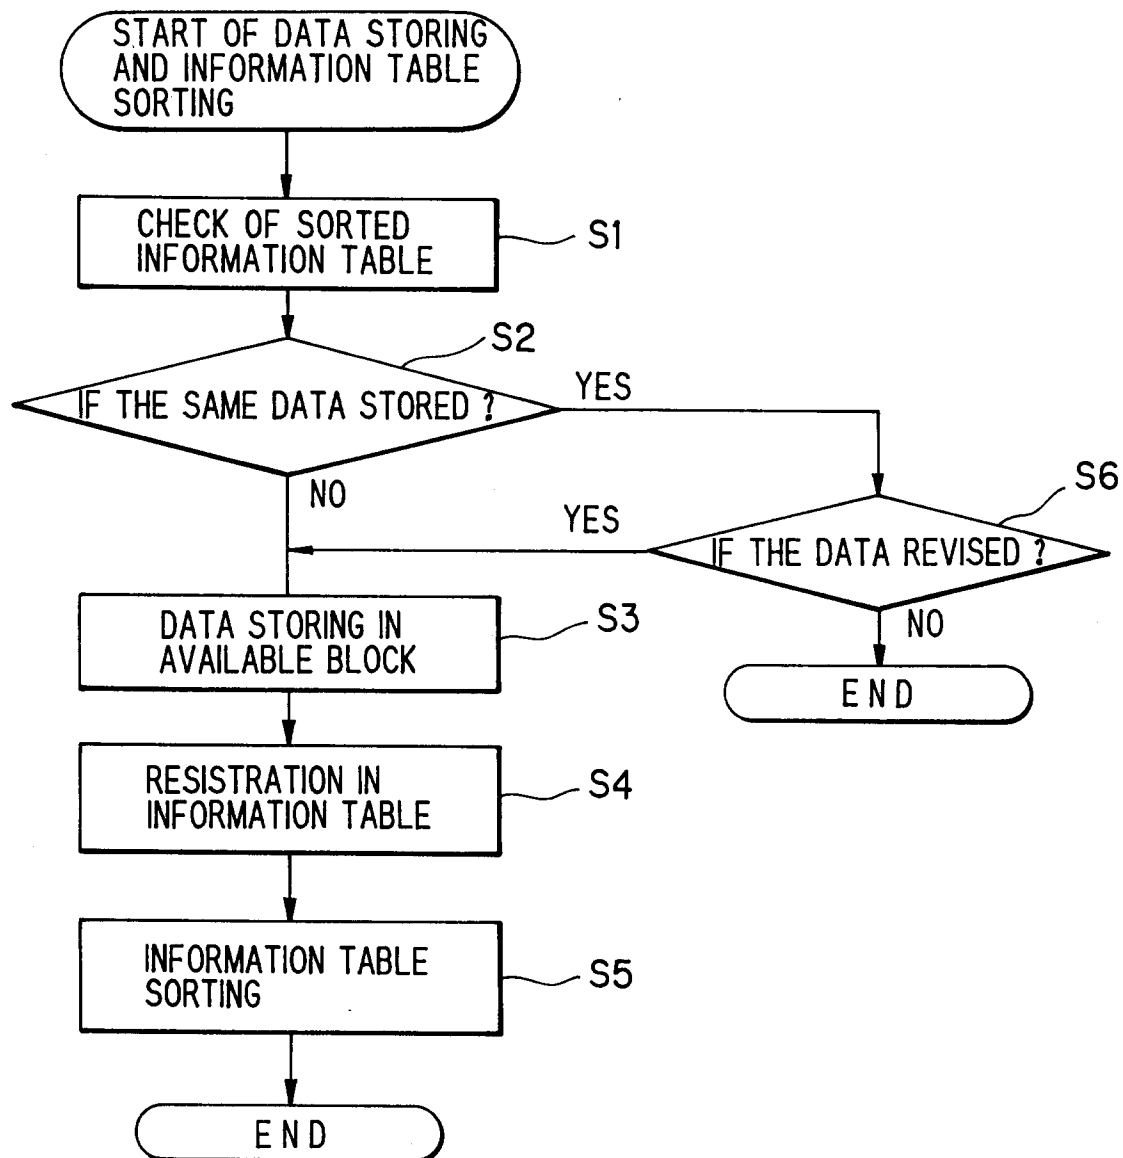 START OF DATA STORING
AND INFORMATION TABLE
SORTING
CHECK OF SORTED
INFORMATION TABLE
S1
S2
IF THE SAME DATA STORED ?
YES
NO
S6
YES
IF THE DATA REVISED ?
NO
DATA STORING IN
AVAILABLE BLOCK
S3
END
RESISTRATION IN
INFORMATION TABLE
S4
INFORMATION TABLE
SORTING
S5
END